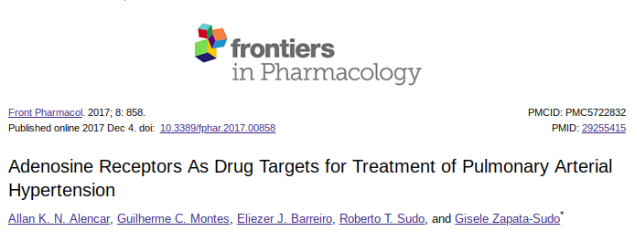 frontiers
in Pharmacology
Front Pharmacol. 2017; 8: 858.
PMCID: PMC5722832
Published online 2017 Dec 4. doi: 10.3389/fphar.2017.00858
PMID: 29255415
Adenosine Receptors As Drug Targets for Treatment of Pulmonary Arterial
Hypertension
Allan K. N. Alencar, Guilherme C. Montes, Eliezer J. Barreiro, Roberto T. Sudo, and Gisele Zapata-Sudo*